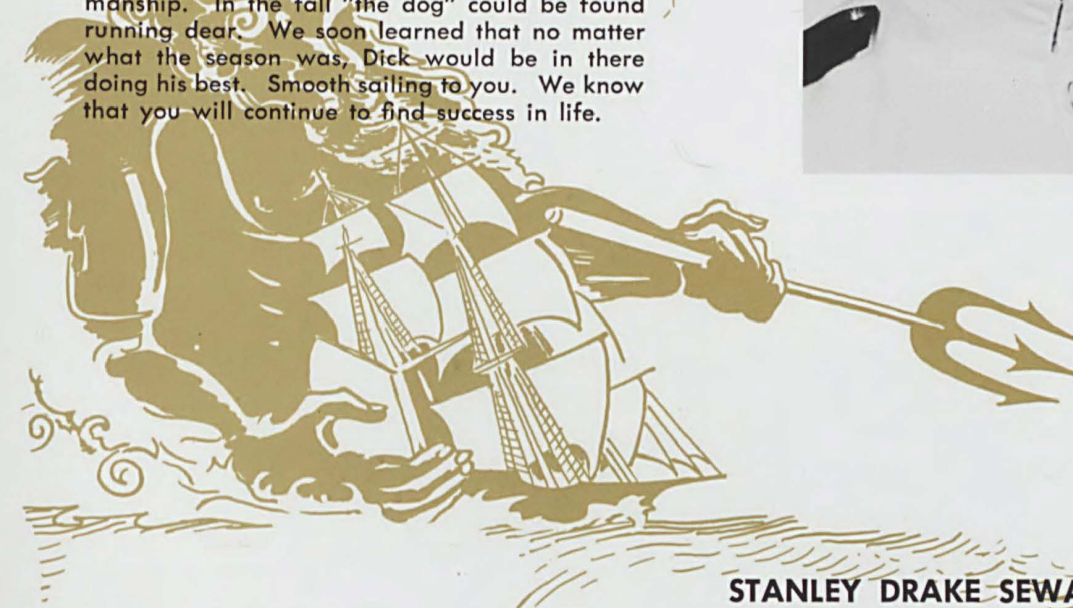 manship. In the fall "the dog" could be found
running dear. We soon learned that no matter
what the season was, Dick would be in there
doing his best. Smooth sailing to you. We know
that you will continue to find success in life.
STANLEY DRAKE